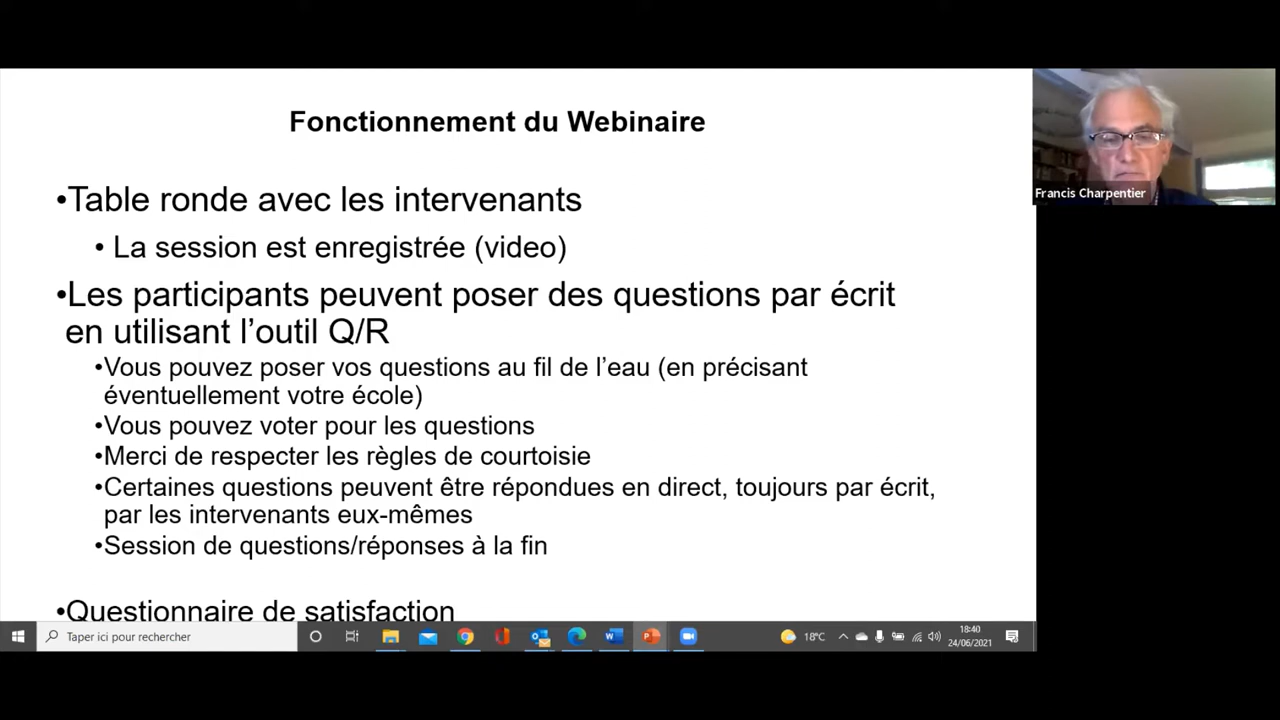 Fonctionnement du Webinaire
•Table ronde avec les intervenants
• La session est enregistrée (video)
•Les participants peuvent poser des questions par écrit
en utilisant l’outil Q/R
•Vous pouvez poser vos questions au fil de l’eau (en précisant
éventuellement votre école)
•Vous pouvez voter pour les questions
•Merci de respecter les règles de courtoisie
•Certaines questions peuvent être répondues en direct, toujours par écrit,
par les intervenants eux-mêmes
•Session de questions/réponses à la fin
•Questionnaire de satisfaction
Francis Charpentier
Taper ici pour rechercher
18°C
18:40
24/06/2021